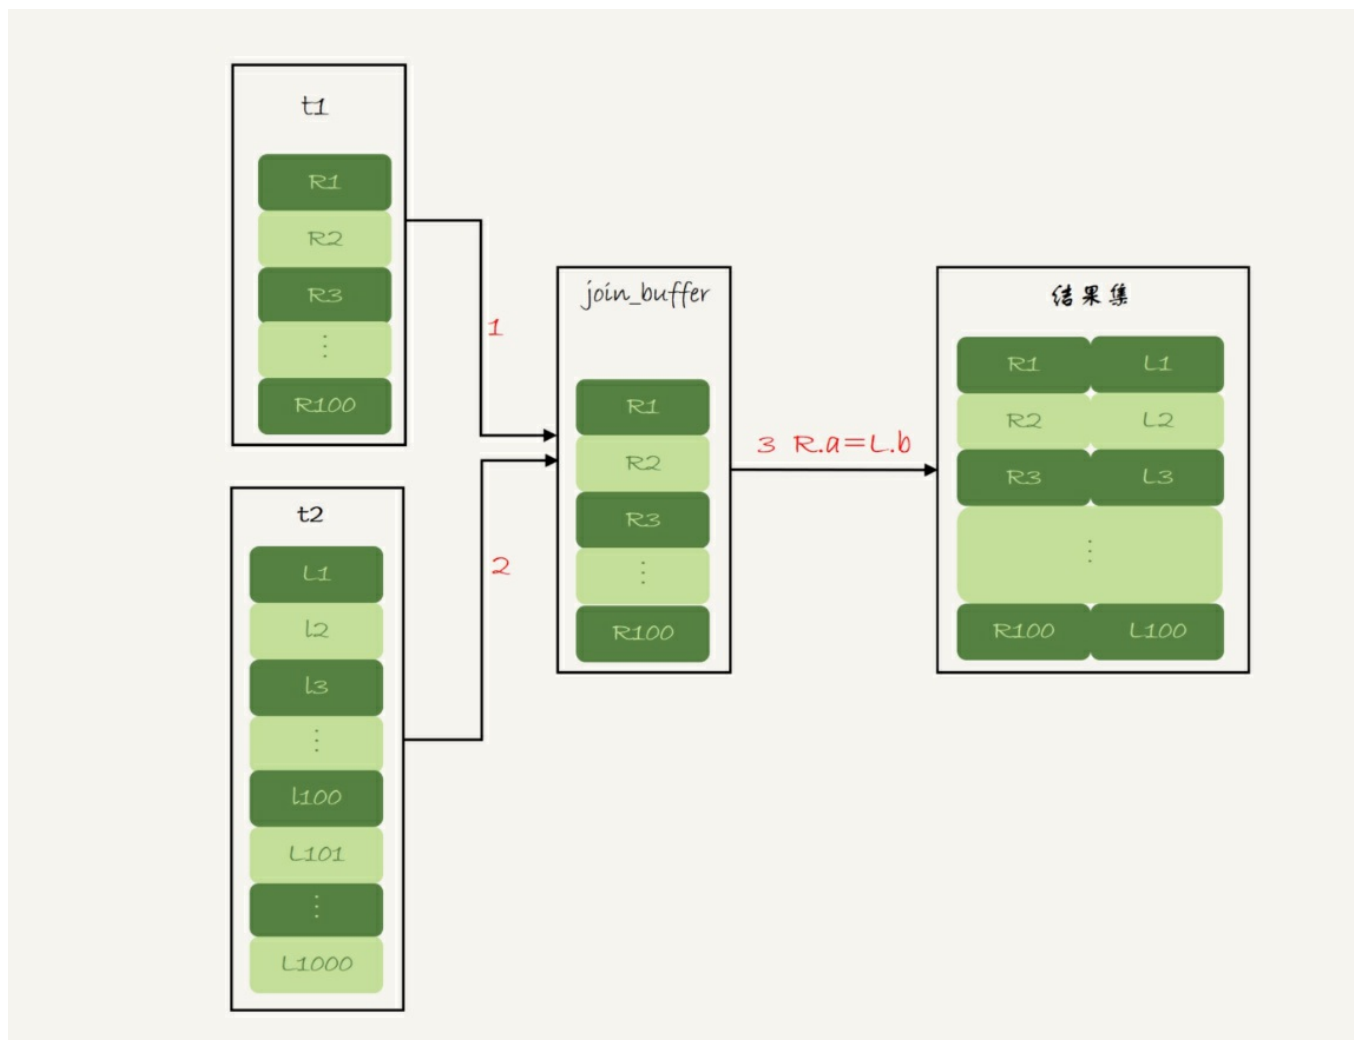 t1
R1
R2
R3
⋮
R100
t2
L1
l2
l3
⋮
l100
L101
⋮
L1000
1
2
join_buffer
R1
R2
R3
⋮
R100
3 R.a=L.b
结果集
R1 L1
R2 L2
R3 L3
⋮
R100 L100